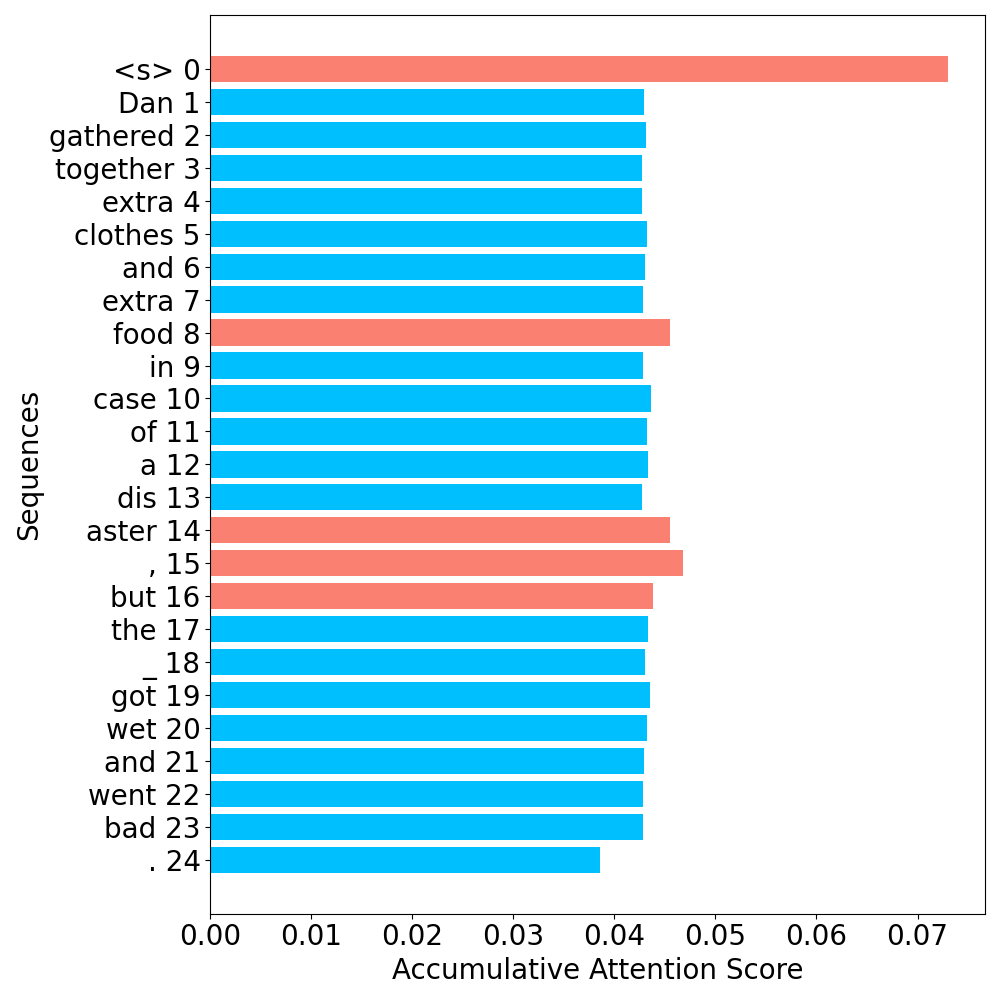 <s> 0
Dan 1
gathered 2
together 3
extra 4
clothes 5
and 6
extra 7
food 8
in 9
case 10
of 11
a 12
dis 13
aster 14
, 15
but 16
the 17
_ 18
got 19
wet 20
and 21
went 22
bad 23
. 24
Sequences
0.00 0.01 0.02 0.03 0.04 0.05 0.06 0.07
Accumulative Attention Score